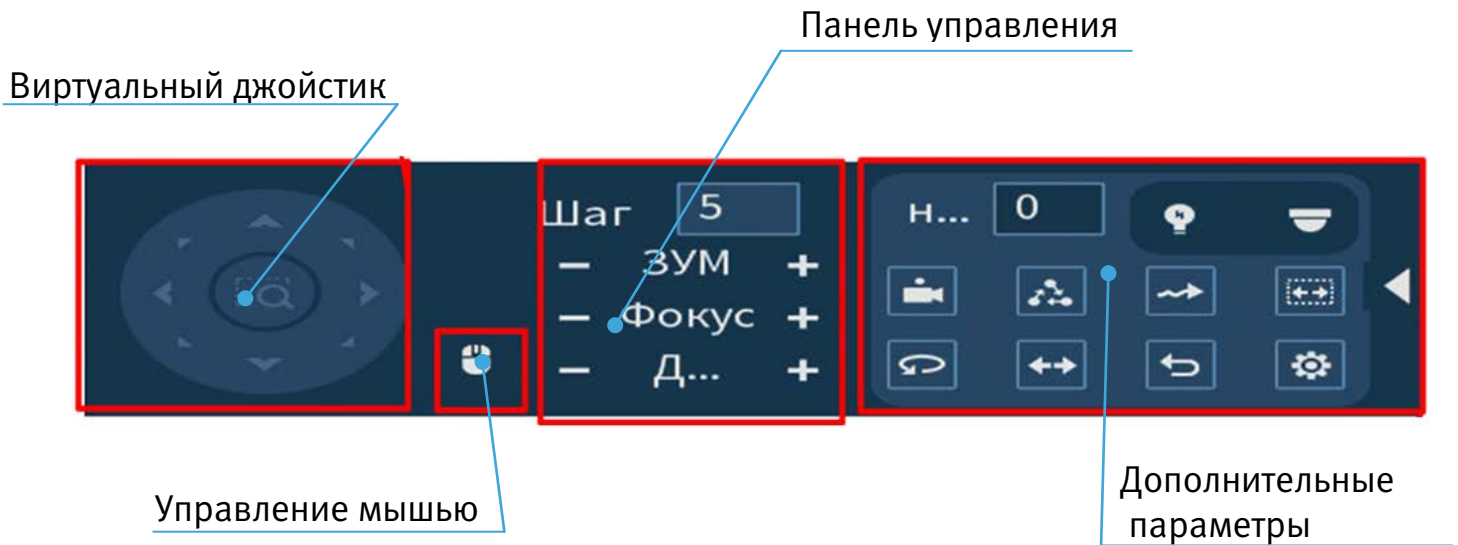 Панель управления
Виртуальный джойстик
Шаг 5
— ЗУМ +
— Фокус +
— Д... +
н... 0
Управление мышью
Дополнительные
параметры